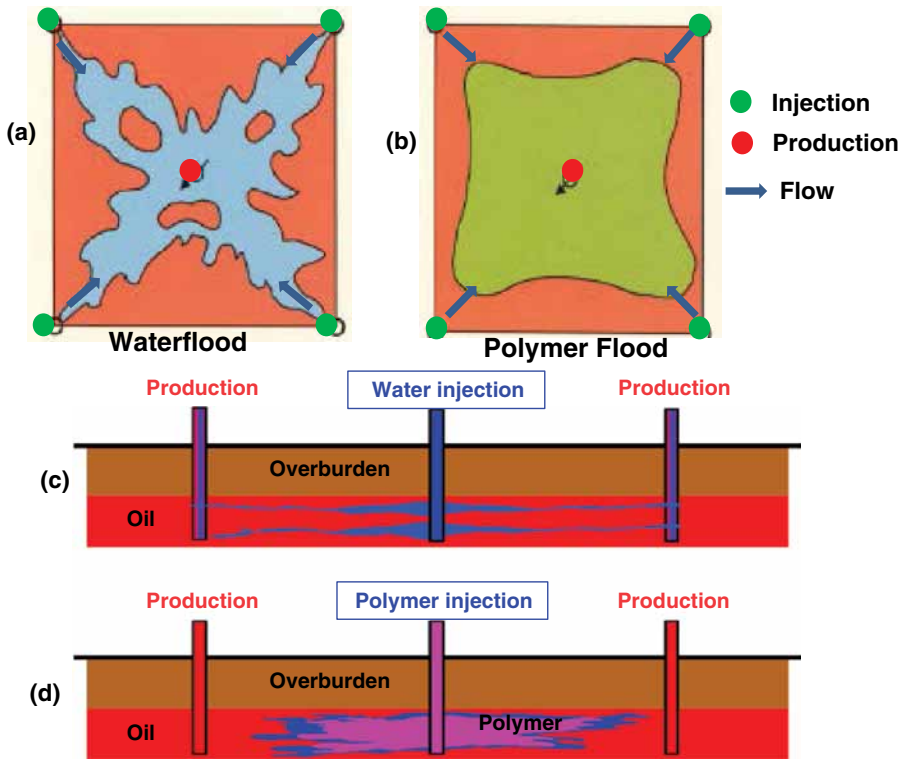 (a)
Waterflood
(b)
Polymer Flood
Injection
Production
Flow
Production
Water injection
Production
(c)
Overburden
Oil
Production
Polymer injection
Production
(d)
Overburden
Oil
Polymer